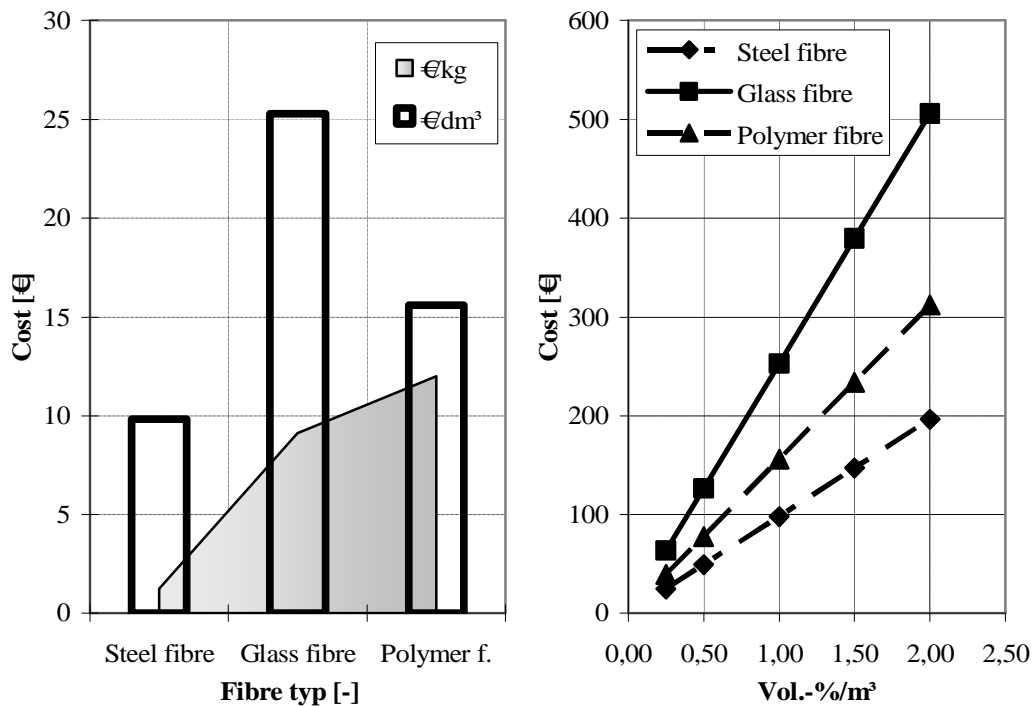 30
25
20
15
10
5
0
Cost [€]
€/kg
€/dm³
Steel fibre Glass fibre Polymer f.
Fibre typ [-]
600
500
400
300
200
100
0
Cost [€]
Steel fibre
Glass fibre
Polymer fibre
0,00 0,50 1,00 1,50 2,00 2,50
Vol.-%/m³